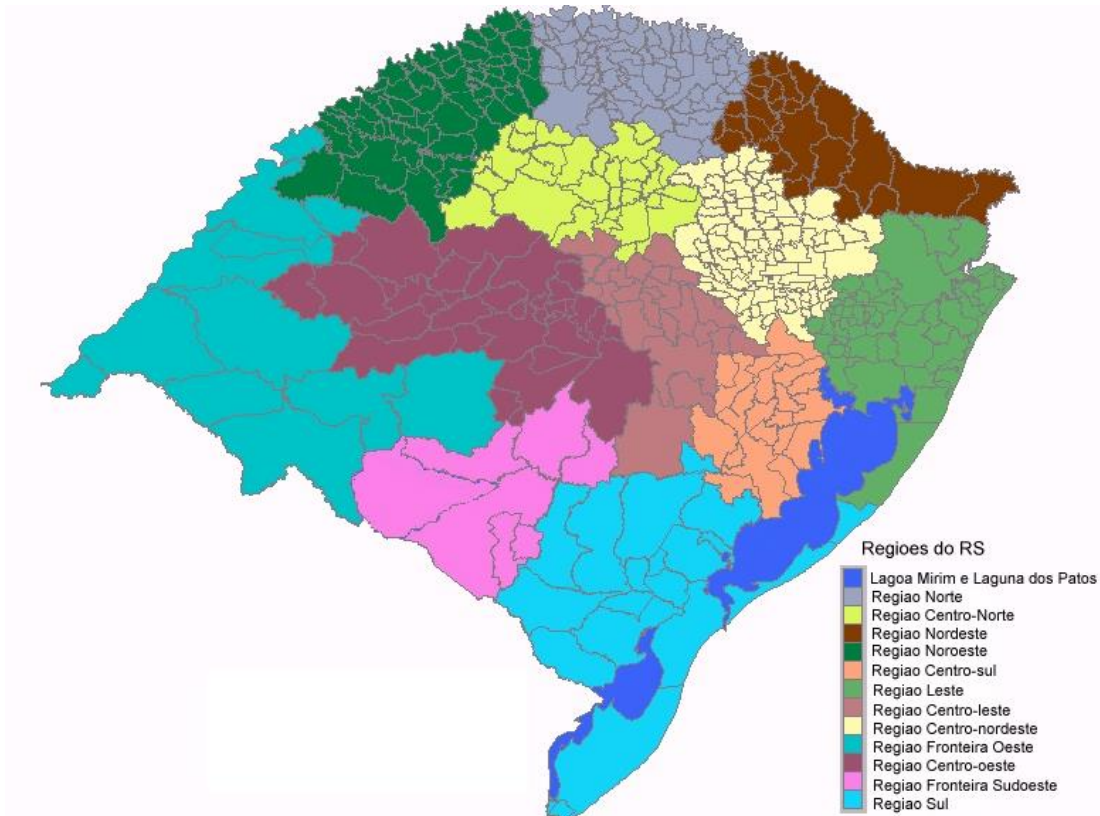 Regioes do RS
Lagoa Mirim e Laguna dos Patos
Regiao Norte
Regiao Centro-Norte
Regiao Nordeste
Regiao Noroeste
Regiao Centro-sul
Regiao Leste
Regiao Centro-leste
Regiao Centro-nordeste
Regiao Fronteira Oeste
Regiao Centro-oeste
Regiao Fronteira Sudoeste
Regiao Sul